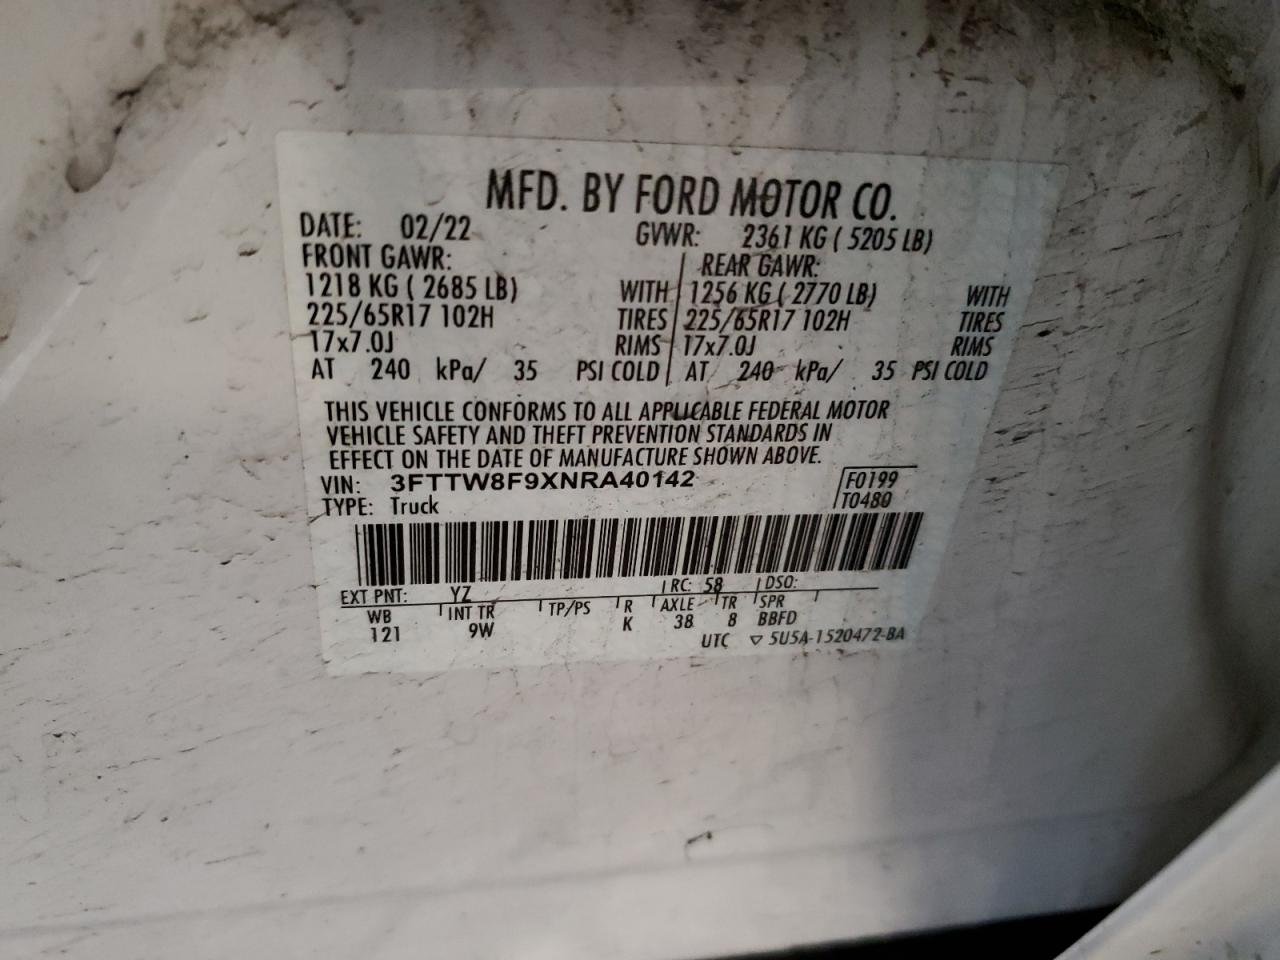 MFD. BY FORD MOTOR CO.
DATE: 02/22 GVWR: 2361 KG ( 5205 LB)
FRONT GAWR: REAR GAWR:
1218 KG ( 2685 LB) WITH 1256 KG ( 2770 LB) WITH
225/65R17 102H TIRES 225/65R17 102H TIRES
17x7.0J RIMS 17x7.0J RIMS
AT 240 kPa/ 35 PSI COLD AT 240 kPa/ 35 PSI COLD
THIS VEHICLE CONFORMS TO ALL APPLICABLE FEDERAL MOTOR
VEHICLE SAFETY AND THEFT PREVENTION STANDARDS IN
EFFECT ON THE DATE OF MANUFACTURE SHOWN ABOVE.
VIN: 3FTTW8F9XNRA40142 F0199
TYPE: Truck T0480
EXT PNT: YZ RC: 58 DSO:
WB INT TR TP/PS R AXLE TR SPR
121 9W K 38 8 BBFD
UTC ▽ 5U5A-1520472-BA